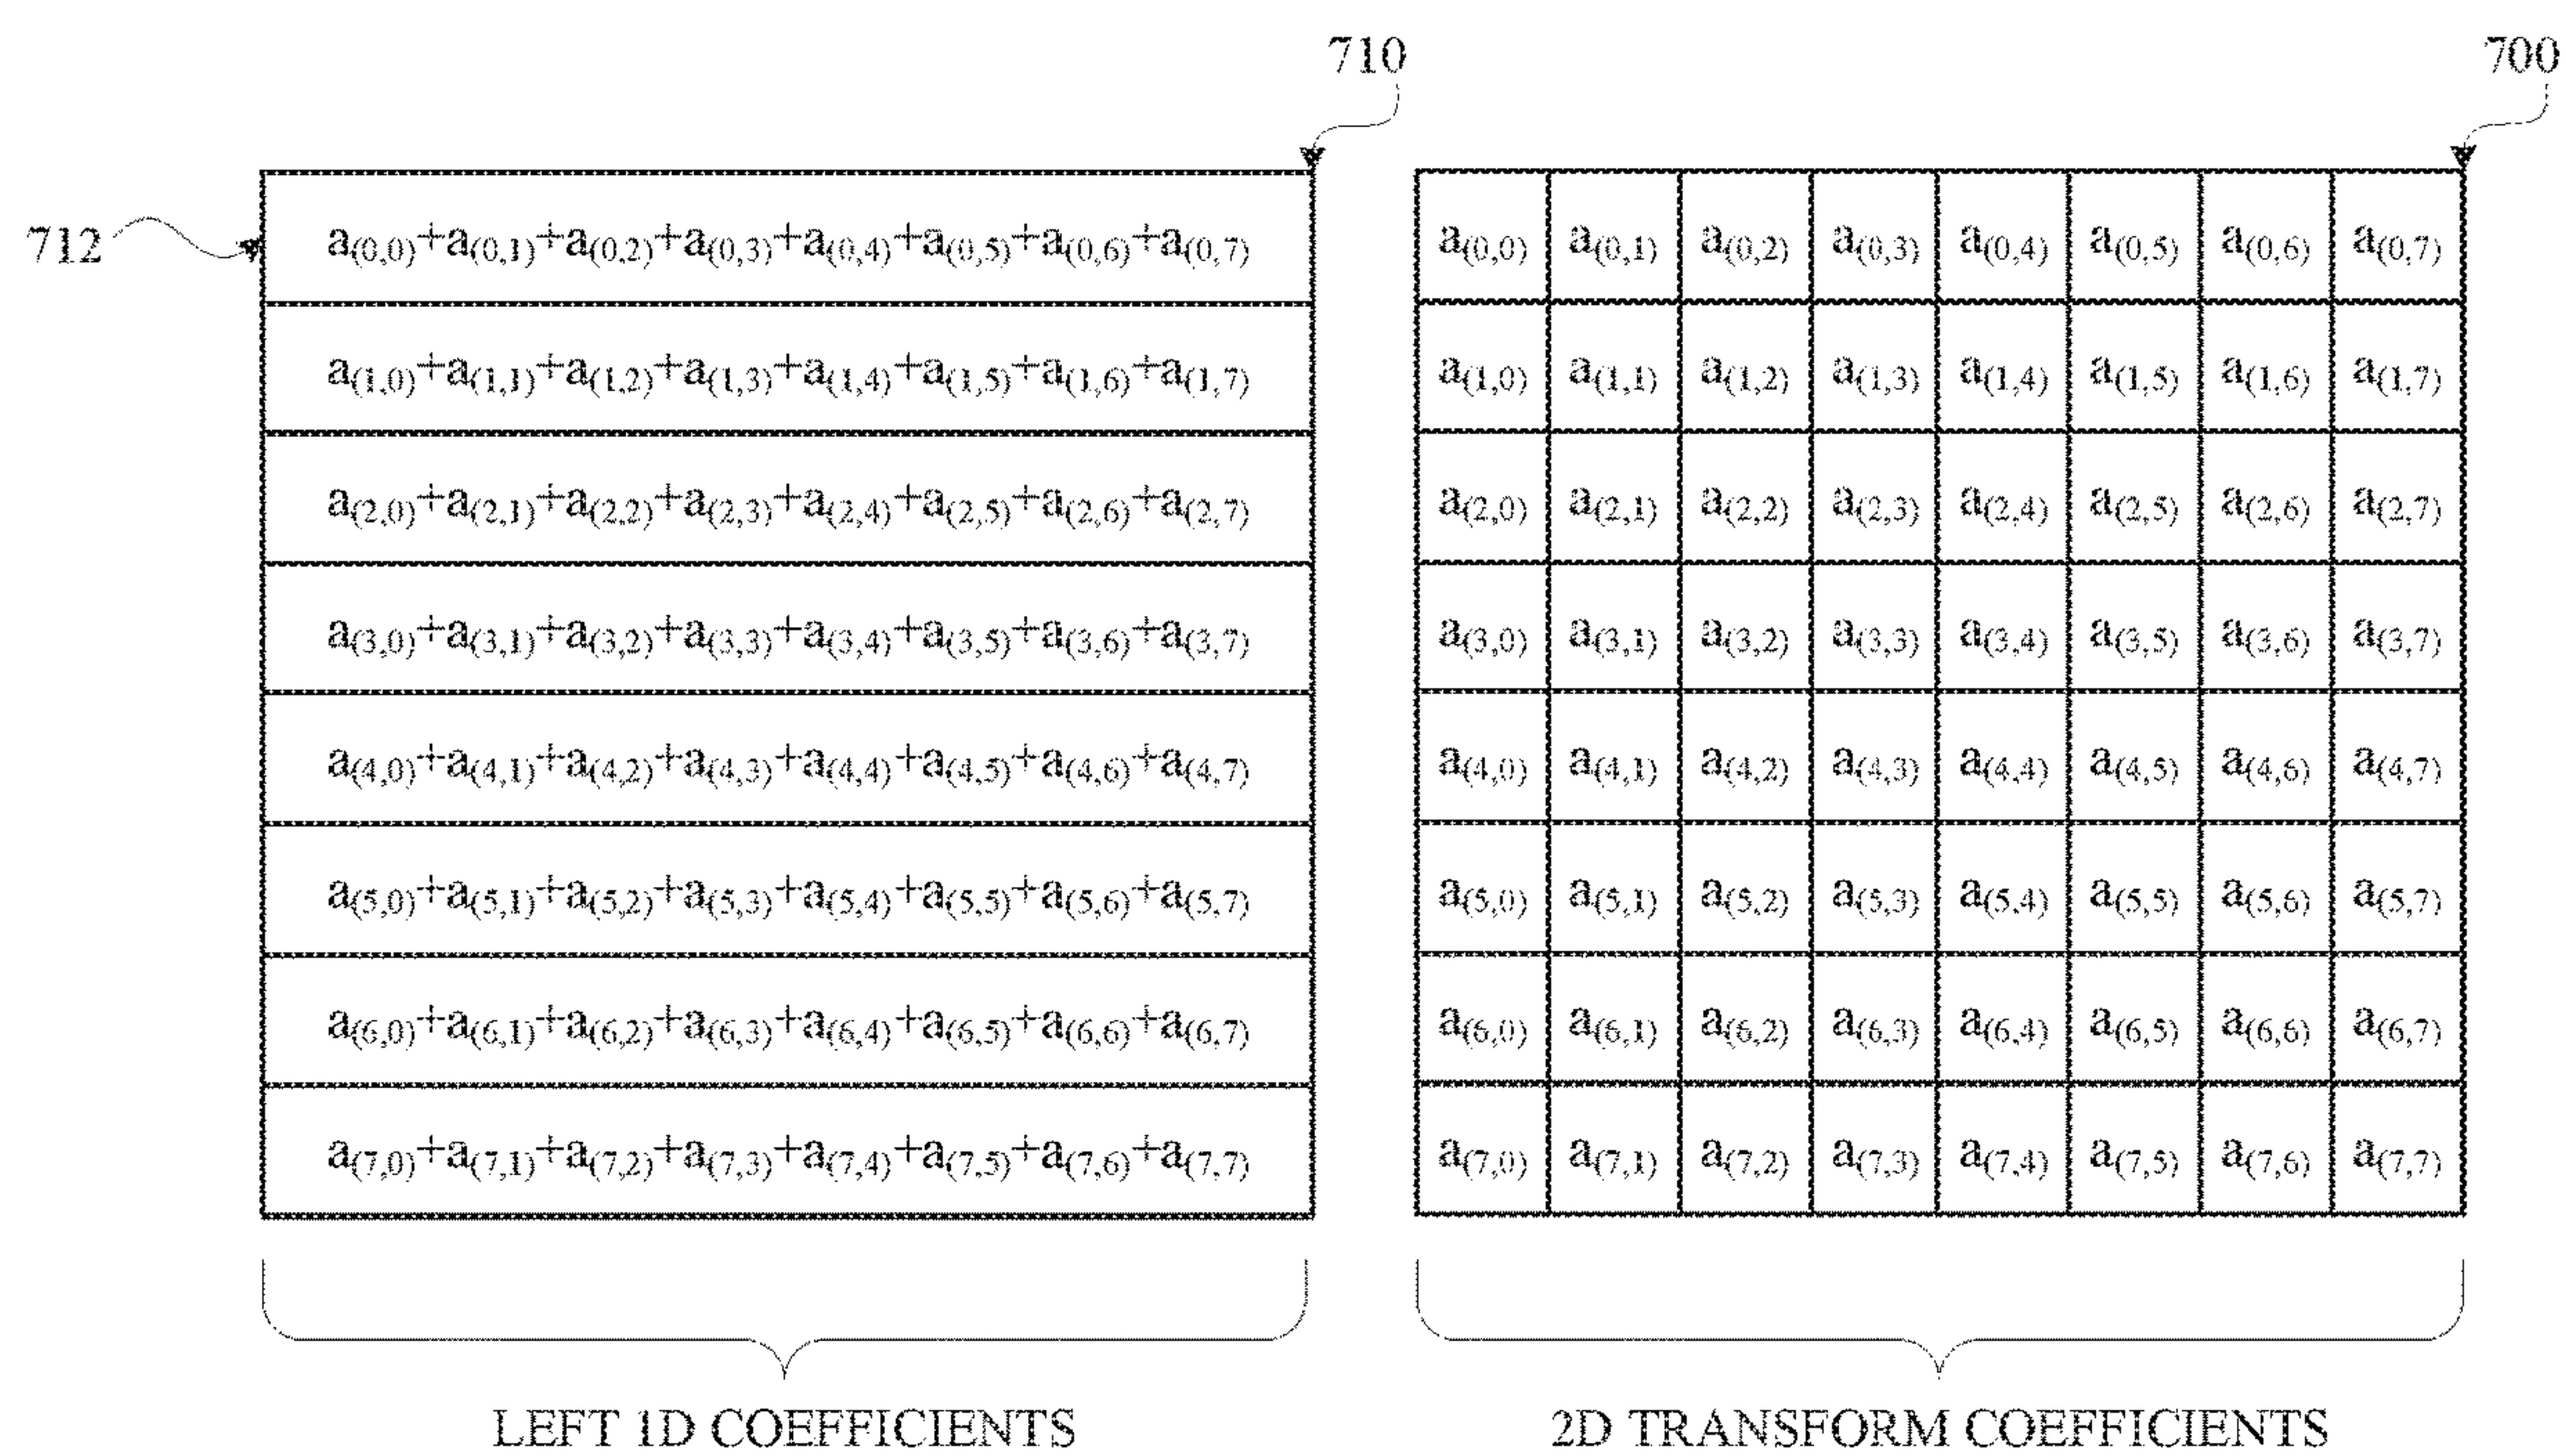 710
700
712
a(0,0)+a(0,1)+a(0,2)+a(0,3)+a(0,4)+a(0,5)+a(0,6)+a(0,7)
a(0,0) a(0,1) a(0,2) a(0,3) a(0,4) a(0,5) a(0,6) a(0,7)
a(1,0)+a(1,1)+a(1,2)+a(1,3)+a(1,4)+a(1,5)+a(1,6)+a(1,7)
a(1,0) a(1,1) a(1,2) a(1,3) a(1,4) a(1,5) a(1,6) a(1,7)
a(2,0)+a(2,1)+a(2,2)+a(2,3)+a(2,4)+a(2,5)+a(2,6)+a(2,7)
a(2,0) a(2,1) a(2,2) a(2,3) a(2,4) a(2,5) a(2,6) a(2,7)
a(3,0)+a(3,1)+a(3,2)+a(3,3)+a(3,4)+a(3,5)+a(3,6)+a(3,7)
a(3,0) a(3,1) a(3,2) a(3,3) a(3,4) a(3,5) a(3,6) a(3,7)
a(4,0)+a(4,1)+a(4,2)+a(4,3)+a(4,4)+a(4,5)+a(4,6)+a(4,7)
a(4,0) a(4,1) a(4,2) a(4,3) a(4,4) a(4,5) a(4,6) a(4,7)
a(5,0)+a(5,1)+a(5,2)+a(5,3)+a(5,4)+a(5,5)+a(5,6)+a(5,7)
a(5,0) a(5,1) a(5,2) a(5,3) a(5,4) a(5,5) a(5,6) a(5,7)
a(6,0)+a(6,1)+a(6,2)+a(6,3)+a(6,4)+a(6,5)+a(6,6)+a(6,7)
a(6,0) a(6,1) a(6,2) a(6,3) a(6,4) a(6,5) a(6,6) a(6,7)
a(7,0)+a(7,1)+a(7,2)+a(7,3)+a(7,4)+a(7,5)+a(7,6)+a(7,7)
a(7,0) a(7,1) a(7,2) a(7,3) a(7,4) a(7,5) a(7,6) a(7,7)
LEFT 1D COEFFICIENTS
2D TRANSFORM COEFFICIENTS